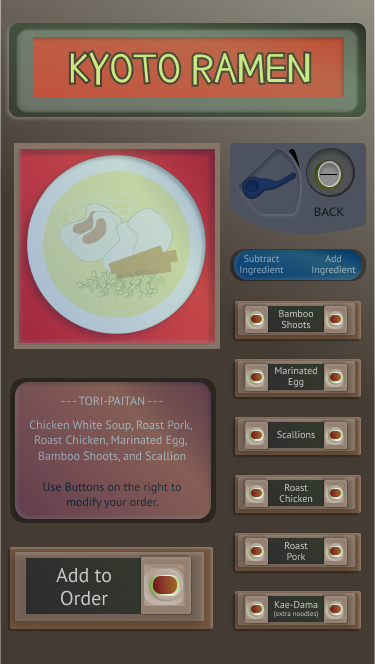 KYOTO RAMEN
BACK
Subtract
Ingredient
Add
Ingredient
Bamboo
Shoots
Marinated
Egg
Scallions
Roast
Chicken
Roast
Pork
Kae-Dama
(extra noodles)
- - - TORI-PAITAN - - -
Chicken White Soup, Roast Pork,
Roast Chicken, Marinated Egg,
Bamboo Shoots, and Scallion
Use Buttons on the right to
modify your order.
Add to
Order